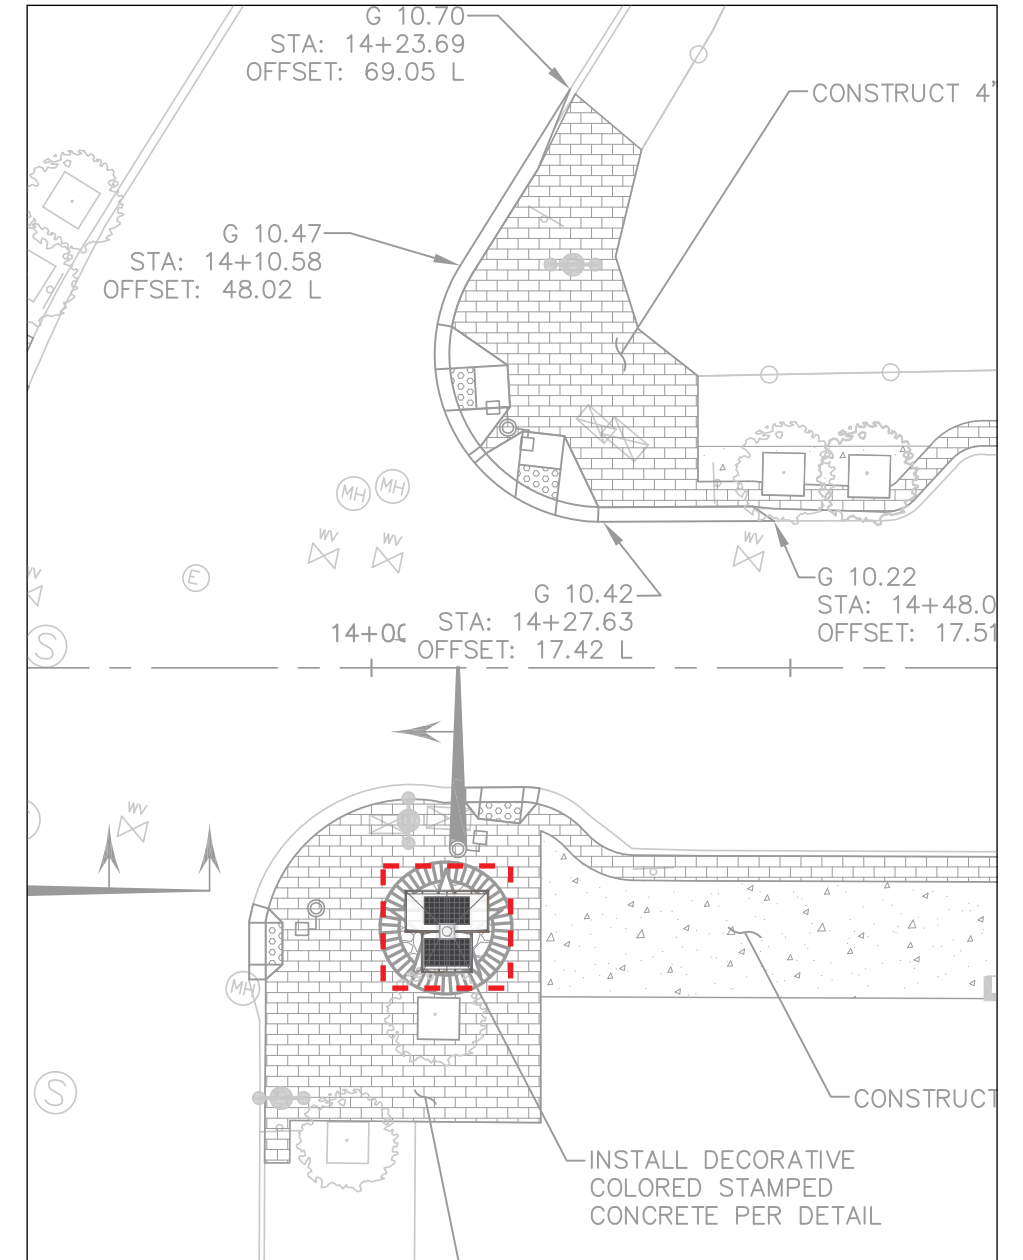 G 10.70
STA: 14+23.69
OFFSET: 69.05 L
CONSTRUCT 4'
G 10.47
STA: 14+10.58
OFFSET: 48.02 L
MH
MH
WV
WV
WV
WV
E
G 10.42
STA: 14+27.63
OFFSET: 17.42 L
G 10.22
STA: 14+48.0
OFFSET: 17.51
14+00
S
WV
MH
S
CONSTRUCT
INSTALL DECORATIVE
COLORED STAMPED
CONCRETE PER DETAIL